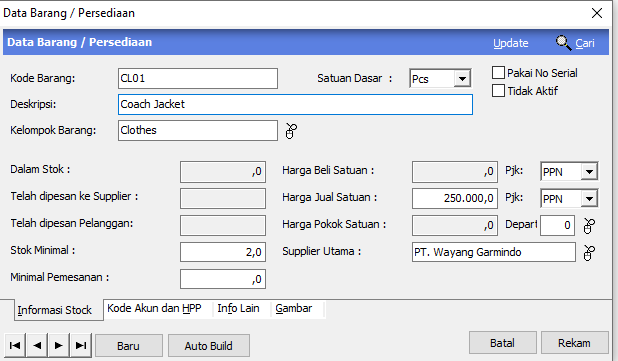 Data Barang / Persediaan
Data Barang / Persediaan Update Cari
Kode Barang: CL01 Satuan Dasar : Pcs Pakai No Serial
Tidak Aktif
Deskripsi: Coach Jacket
Kelompok Barang: Clothes
Dalam Stok : ,0 Harga Beli Satuan : ,0 Pjk: PPN
Telah dipesan ke Supplier : Harga Jual Satuan : 250.000,0 Pjk: PPN
Telah dipesan Pelanggan: Harga Pokok Satuan : ,0 Depart 0
Stok Minimal : 2,0 Supplier Utama : PT. Wayang Garmindo
Minimal Pemesanan : ,0
Informasi Stock Kode Akun dan HPP Info Lain Gambar
Baru Auto Build Batal Rekam